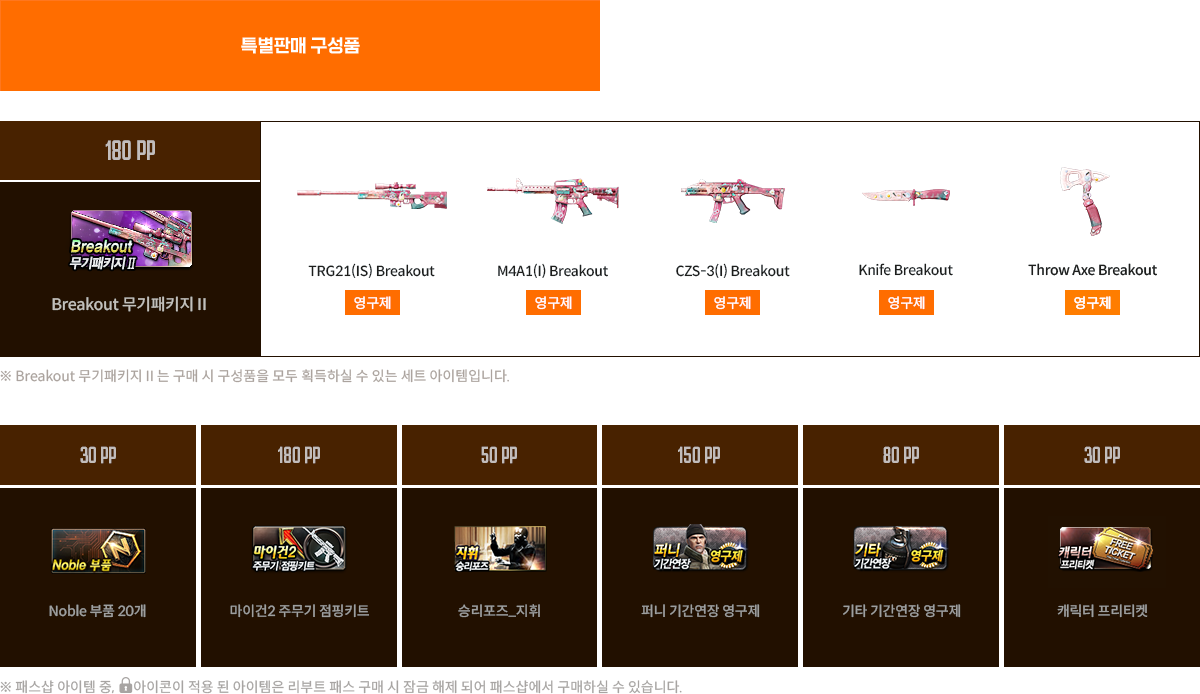 특별판매 구성품
180 PP
Breakout
무기패키지 II
Breakout 무기패키지 II
TRG21(IS) Breakout
영구제
M4A1(I) Breakout
영구제
CZS-3(I) Breakout
영구제
Knife Breakout
영구제
Throw Axe Breakout
영구제
※ Breakout 무기패키지 II 는 구매 시 구성품을 모두 획득하실 수 있는 세트 아이템입니다.
30 PP
Noble 부품
Noble 부품 20개
180 PP
마이건2
주무기 점핑키트
마이건2 주무기 점핑키트
50 PP
지휘
승리포즈
승리포즈_지휘
150 PP
퍼니
기간연장
영구제
퍼니 기간연장 영구제
80 PP
기타
기간연장
영구제
기타 기간연장 영구제
30 PP
캐릭터
프리티켓
FREE
TICKET
캐릭터 프리티켓
※ 패스샵 아이템 중, 아이콘이 적용 된 아이템은 리부트 패스 구매 시 잠금 해제 되어 패스샵에서 구매하실 수 있습니다.